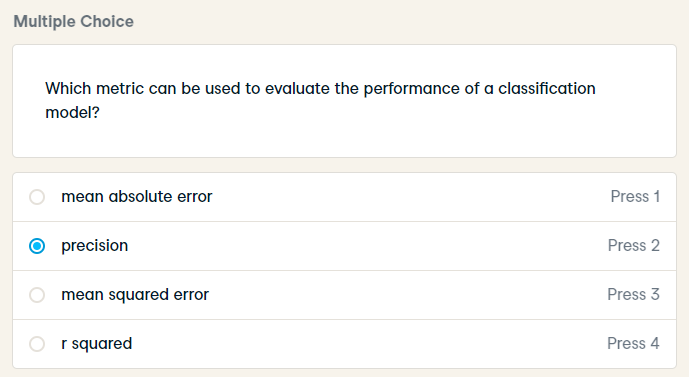 Multiple Choice
Which metric can be used to evaluate the performance of a classification
model?
mean absolute error Press 1
precision Press 2
mean squared error Press 3
r squared Press 4